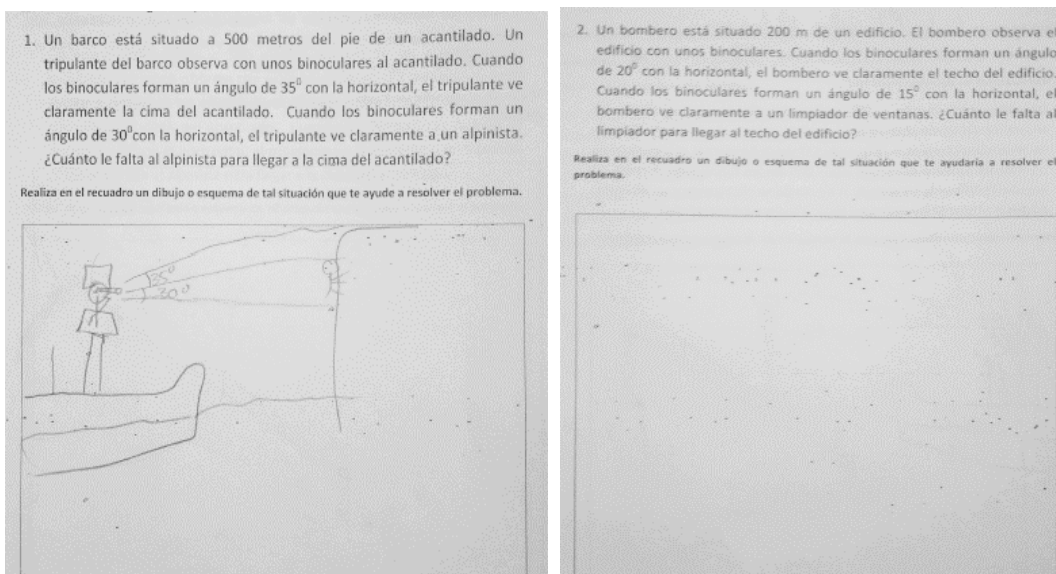 1. Un barco está situado a 500 metros del pie de un acantilado. Un
tripulante del barco observa con unos binoculares al acantilado. Cuando
los binoculares forman un ángulo de 35⁰ con la horizontal, el tripulante ve
claramente la cima del acantilado. Cuando los binoculares forman un
ángulo de 30⁰con la horizontal, el tripulante ve claramente a un alpinista.
¿Cuánto le falta al alpinista para llegar a la cima del acantilado?
Realiza en el recuadro un dibujo o esquema de tal situación que te ayude a resolver el problema.
35⁰
30⁰
2. Un bombero está situado 200 m de un edificio. El bombero observa el
edificio con unos binoculares. Cuando los binoculares forman un ángulo
de 20⁰ con la horizontal, el bombero ve claramente el techo del edificio.
Cuando los binoculares forman un ángulo de 15⁰ con la horizontal, el
bombero ve claramente a un limpiador de ventanas. ¿Cuánto le falta al
limpiador para llegar al techo del edificio?
Realiza en el recuadro un dibujo o esquema de tal situación que te ayudaría a resolver el
problema.